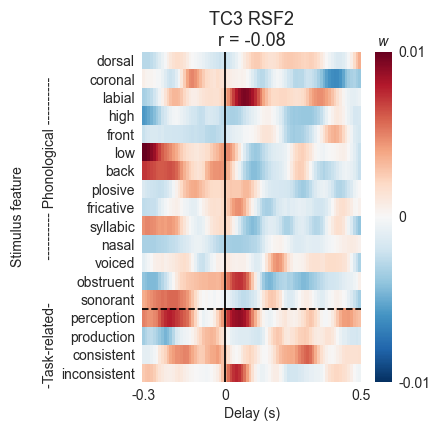 TC3 RSF2
r = -0.08
w
dorsal
coronal
labial
high
front
low
back
plosive
fricative
syllabic
nasal
voiced
obstruent
sonorant
perception
production
consistent
inconsistent
Stimulus feature
-Task-related- ---------- Phonological ----------
0.01
0
-0.01
-0.3
0
0.5
Delay (s)